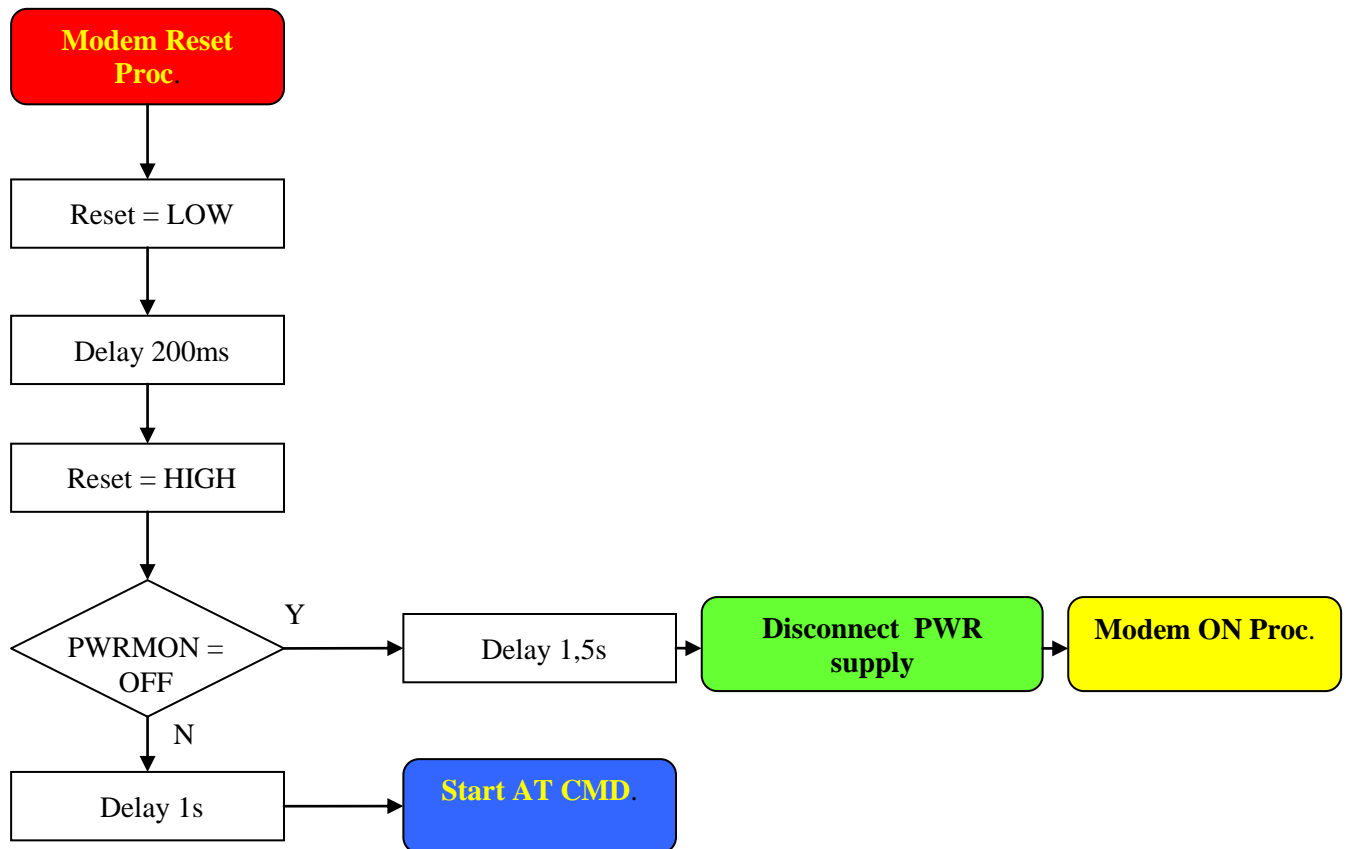 Modem Reset
Proc.
Reset = LOW
Delay 200ms
Reset = HIGH
PWRMON =
OFF
Y
Delay 1,5s
Disconnect PWR
supply
Modem ON Proc.
N
Delay 1s
Start AT CMD.